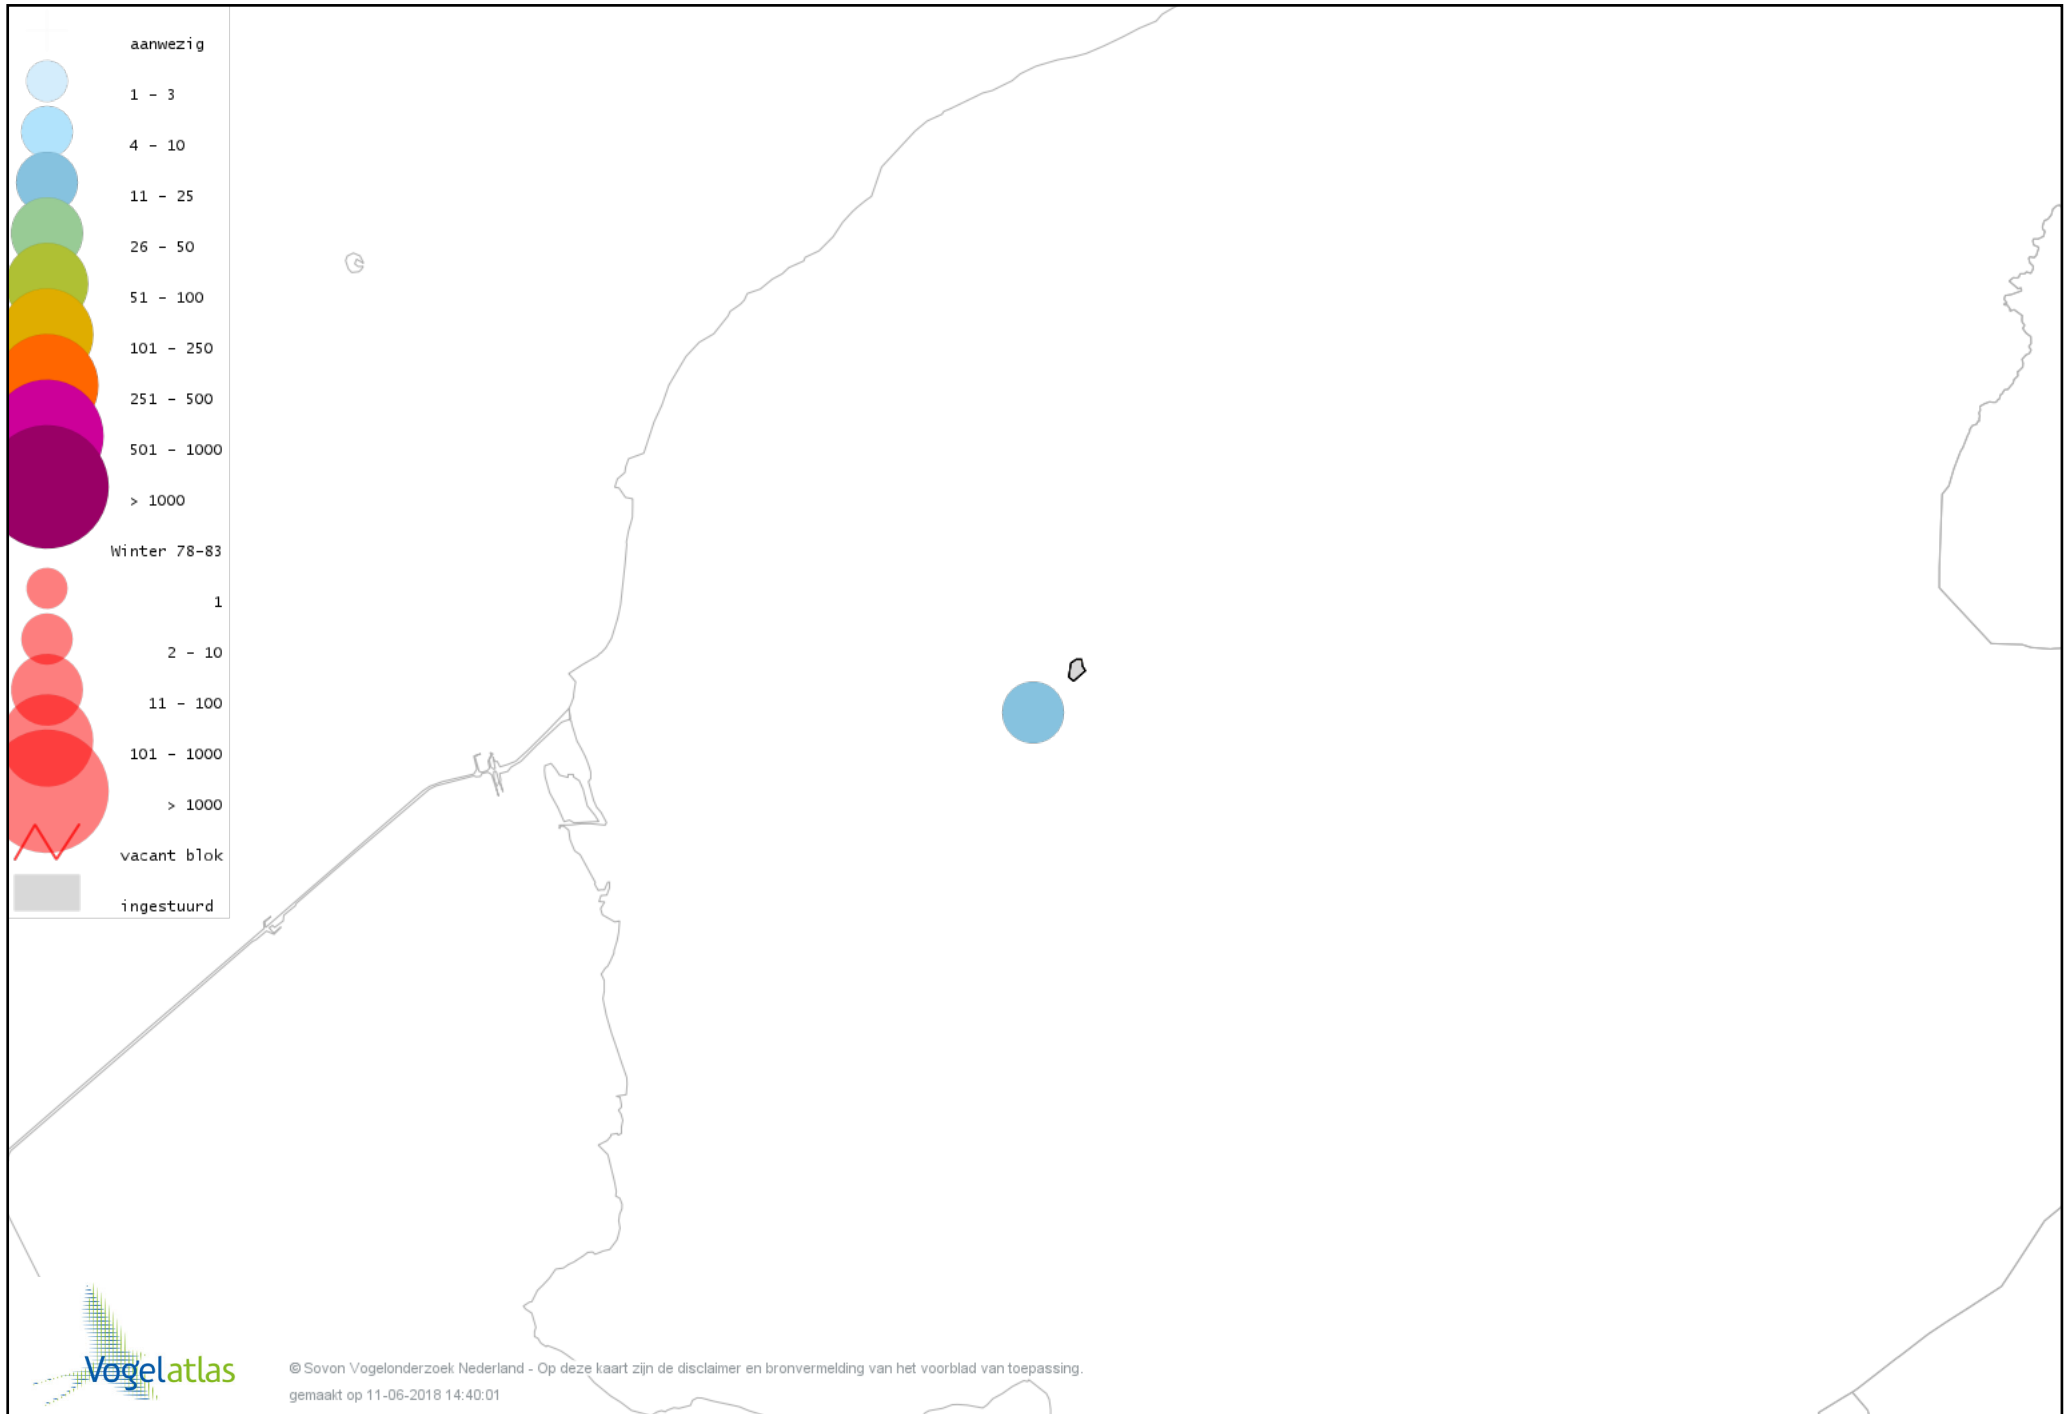 aanwezig
1 - 3
4 - 10
11 - 25
26 - 50
51 - 100
101 - 250
251 - 500
501 - 1000
> 1000
Winter 78-83
1
2 - 10
11 - 100
101 - 1000
> 1000
vacant blok
ingestuurd
Vogelatlas
© Sovon Vogelonderzoek Nederland - Op deze kaart zijn de disclaimer en bronvermelding van het voorblad van toepassing.
gemaakt op 11-06-2018 14:40:01